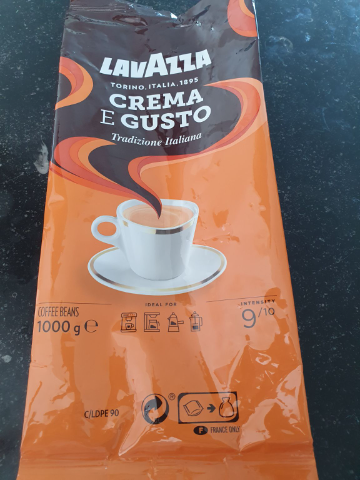 LAVAZZA
TORINO, ITALIA, 1895
CREMA
E GUSTO
Tradizione Italiana
COFFEE BEANS
1000 g ℮
IDEAL FOR
INTENSITY
9/10
C/LDPE 90
®
F FRANCE ONLY